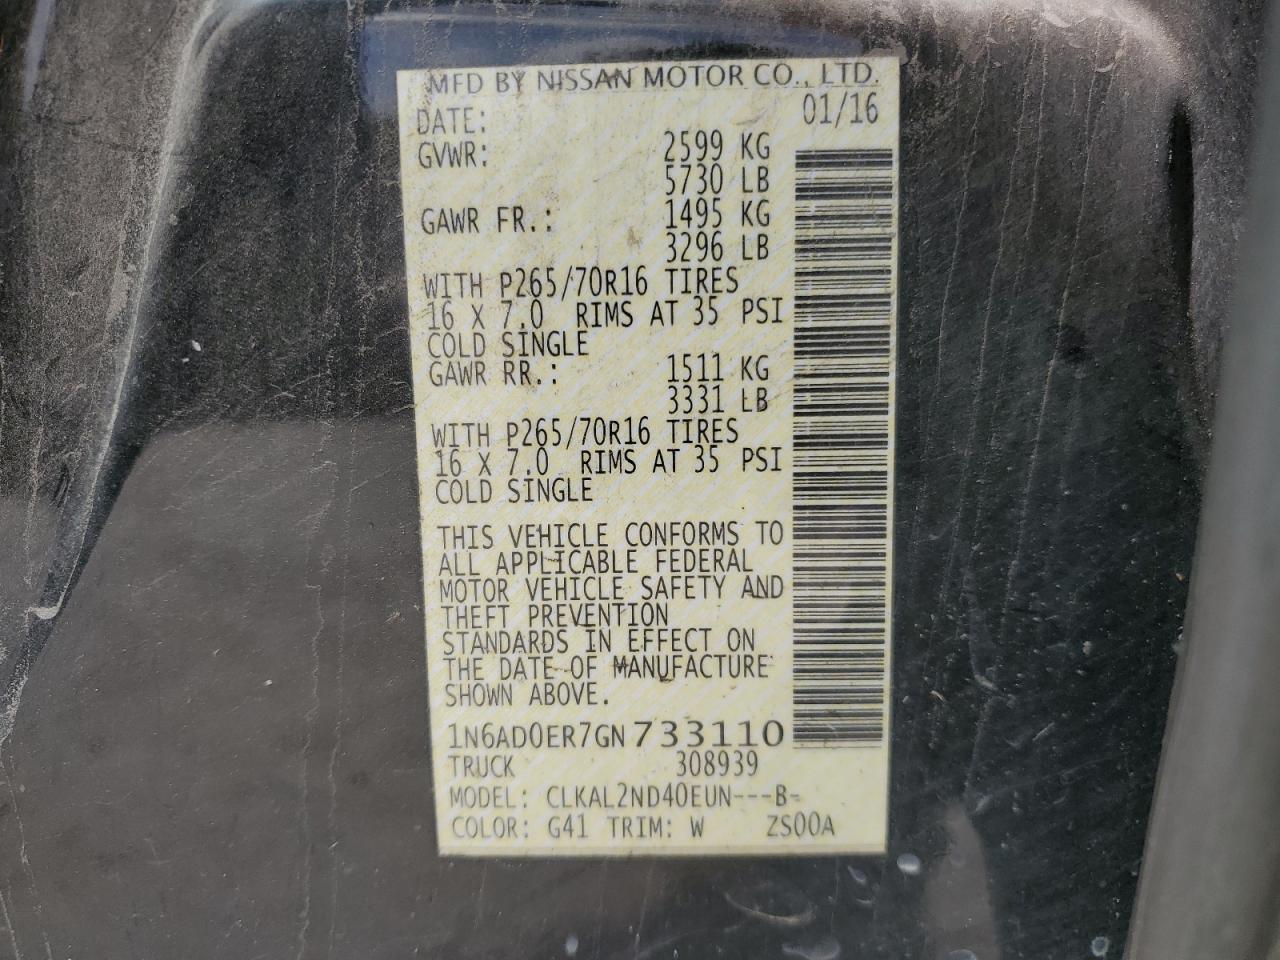 MFD BY NISSAN MOTOR CO., LTD.
DATE: 01/16
GVWR: 2599 KG
5730 LB
GAWR FR.: 1495 KG
3296 LB
WITH P265/70R16 TIRES
16 X 7.0 RIMS AT 35 PSI
COLD SINGLE
GAWR RR.: 1511 KG
3331 LB
WITH P265/70R16 TIRES
16 X 7.0 RIMS AT 35 PSI
COLD SINGLE
THIS VEHICLE CONFORMS TO
ALL APPLICABLE FEDERAL
MOTOR VEHICLE SAFETY AND
THEFT PREVENTION
STANDARDS IN EFFECT ON
THE DATE OF MANUFACTURE
SHOWN ABOVE.
1N6AD0ER7GN733110
TRUCK 308939
MODEL: CLKAL2ND40EUN---B-
COLOR: G41 TRIM: W ZS00A